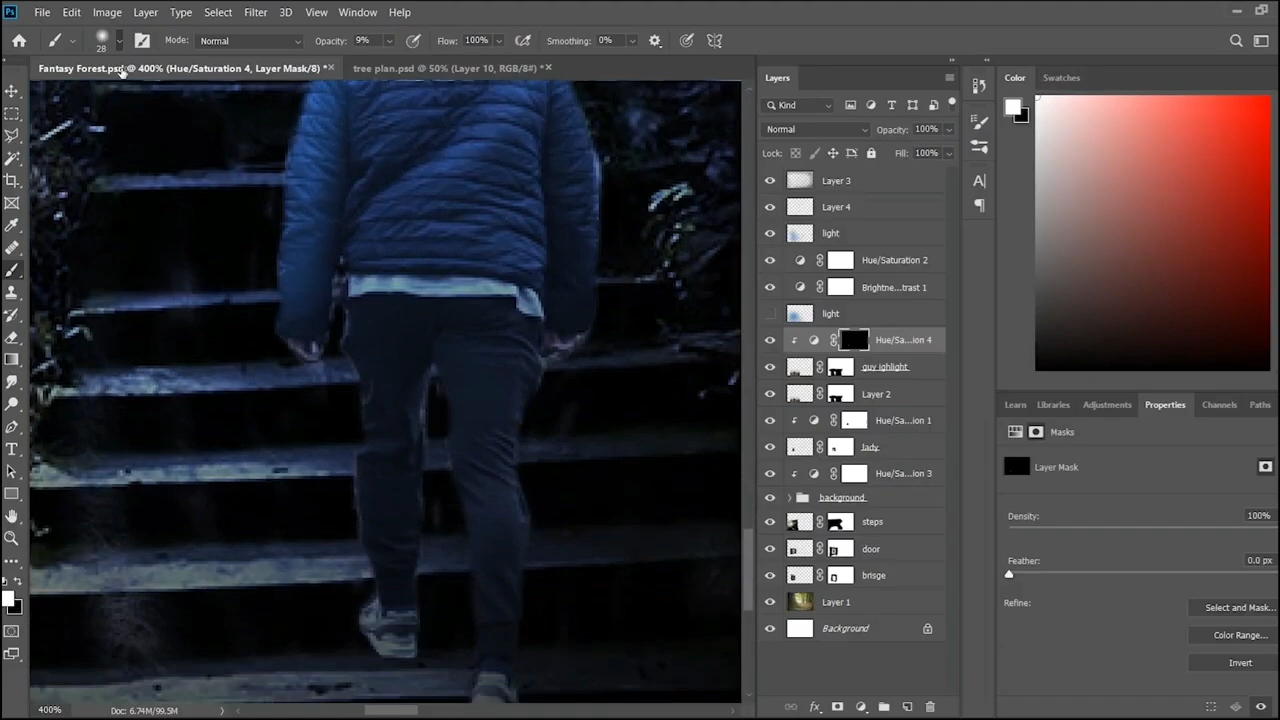 Ps File Edit Image Layer Type Select Filter 3D View Window Help
28 Mode: Normal Opacity: 9% Flow: 100% Smoothing: 0%
Fantasy Forest.psd @ 400% (Hue/Saturation 4, Layer Mask/8) * tree plan.psd @ 50% (Layer 10, RGB/8#) *
Layers
Color Swatches
Kind
Normal Opacity: 100%
Lock: Fill: 100%
Layer 3
Layer 4
light
Hue/Saturation 2
Brightne...trast 1
light
Hue/Sa...ion 4
guy ighlight
Layer 2
Hue/Sa...ion 1
lady
Hue/Sa...ion 3
background
steps
door
brisge
Layer 1
Background
Learn Libraries Adjustments Properties Channels Paths
Masks
Layer Mask
Density: 100%
Feather: 0.0 px
Refine: Select and Mask...
Color Range...
Invert
400% Doc: 6.74M/99.5M